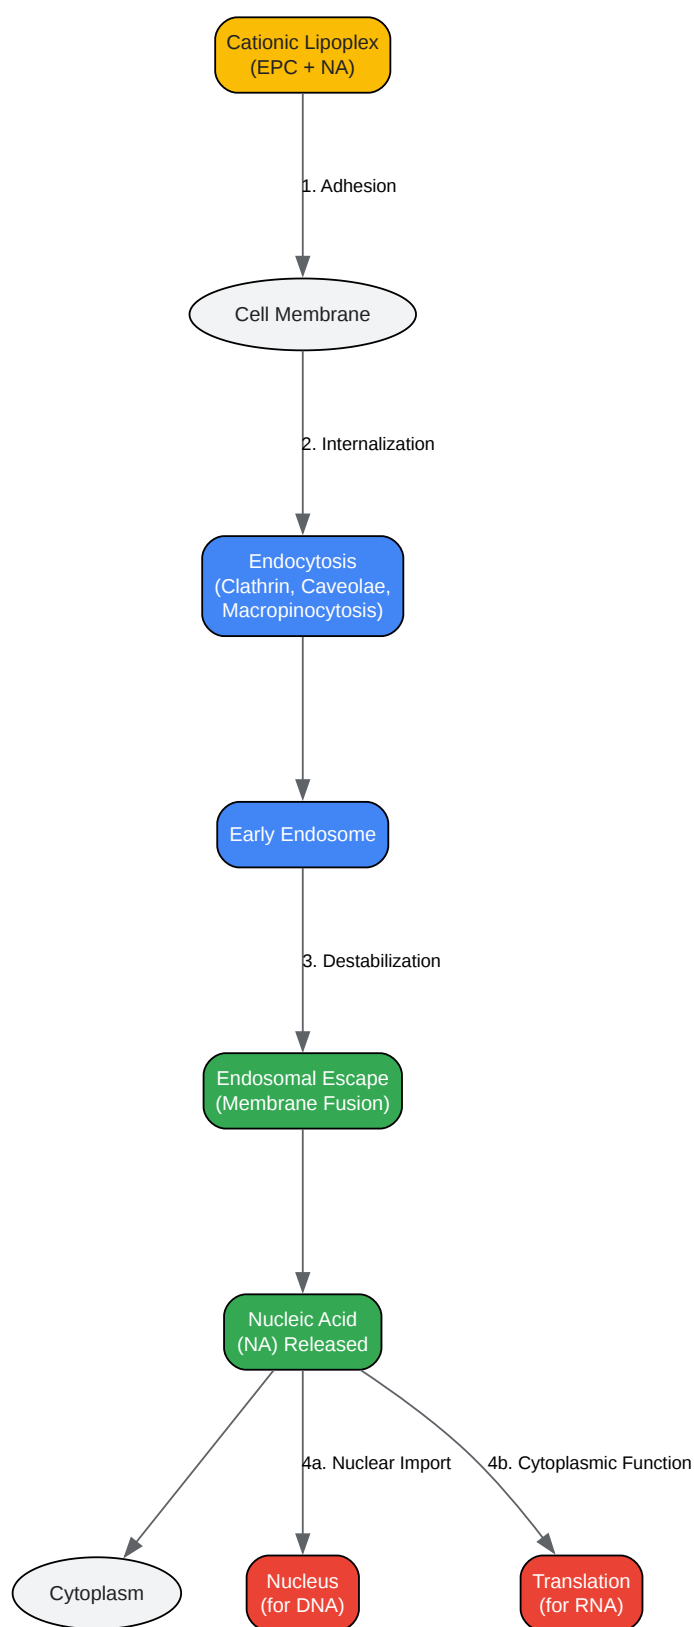 Cationic Lipoplex
(EPC + NA)
1. Adhesion
Cell Membrane
2. Internalization
Endocytosis
(Clathrin, Caveolae,
Macropinocytosis)
Early Endosome
3. Destabilization
Endosomal Escape
(Membrane Fusion)
Nucleic Acid
(NA) Released
4a. Nuclear Import
4b. Cytoplasmic Function
Cytoplasm
Nucleus
(for DNA)
Translation
(for RNA)